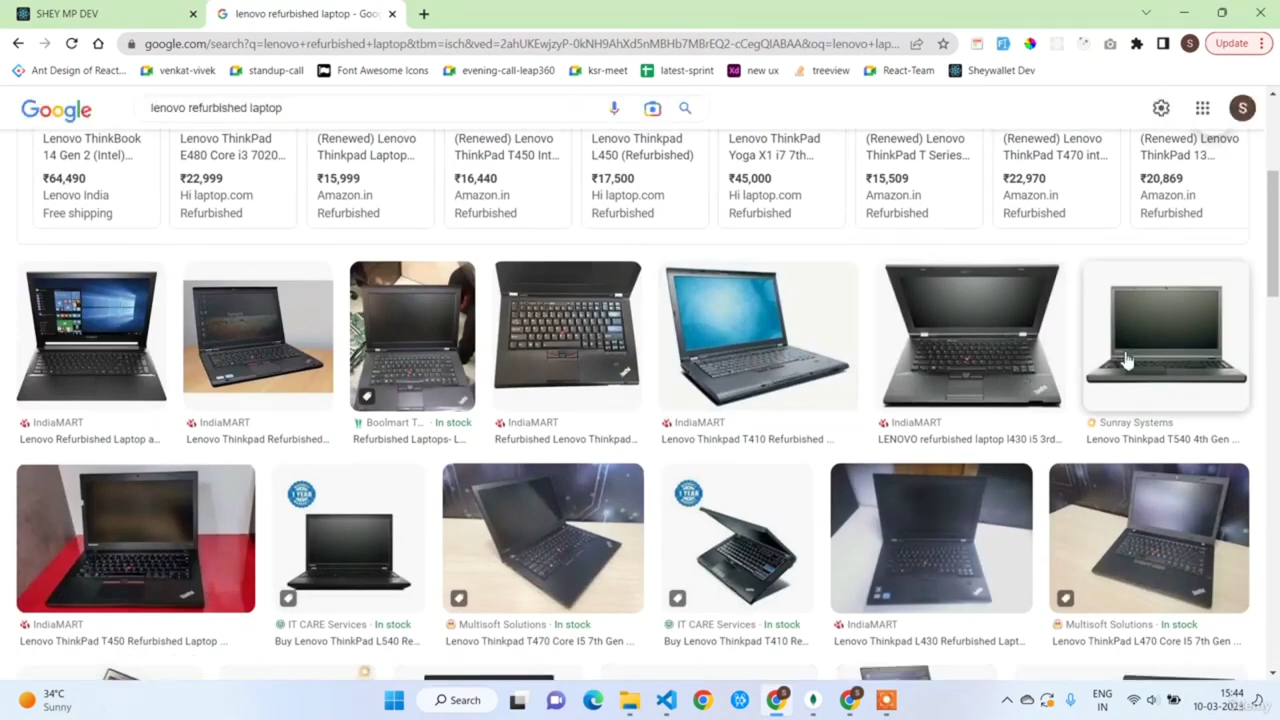 SHEY MP DEV
lenovo refurbished laptop - Goo
google.com/search?q=lenovo+refurbished+laptop&tbm=isch&ved=2ahUKEwjzyP-0kNH9AhXd5nMBHb7MBrEQ2-cCegQIABAA&oq=lenovo+lap...
S
Update
Ant Design of React...
venkat-vivek
standup-call
Font Awesome Icons
evening-call-leap360
ksr-meet
latest-sprint
Xd
new ux
treeview
React-Team
Sheywallet Dev
Google
lenovo refurbished laptop
S
Lenovo ThinkBook
14 Gen 2 (Intel)...
₹64,490
Lenovo India
Free shipping
Lenovo ThinkPad
E480 Core i3 7020...
₹22,999
Hi laptop.com
Refurbished
(Renewed) Lenovo
Thinkpad Laptop...
₹15,999
Amazon.in
Refurbished
(Renewed) Lenovo
ThinkPad T450 Int...
₹16,440
Amazon.in
Refurbished
Lenovo Thinkpad
L450 (Refurbished)
₹17,500
Hi laptop.com
Refurbished
Lenovo ThinkPad
Yoga X1 i7 7th...
₹45,000
Hi laptop.com
Refurbished
(Renewed) Lenovo
ThinkPad T Series...
₹15,509
Amazon.in
Refurbished
(Renewed) Lenovo
ThinkPad T470 int...
₹22,970
Amazon.in
Refurbished
(Renewed) Lenovo
ThinkPad 13...
₹20,869
Amazon.in
Refurbished
IndiaMART
Lenovo Refurbished Laptop a...
IndiaMART
Lenovo Thinkpad Refurbished...
Boolmart T... · In stock
Refurbished Laptops- L...
IndiaMART
Refurbished Lenovo Thinkpad...
IndiaMART
Lenovo Thinkpad T410 Refurbished ...
IndiaMART
LENOVO refurbished laptop l430 i5 3rd...
Sunray Systems
Lenovo Thinkpad T540 4th Gen ...
1 YEAR
1 YEAR
IndiaMART
Lenovo ThinkPad T450 Refurbished Laptop ...
IT CARE Services · In stock
Buy Lenovo ThinkPad L540 Re...
Multisoft Solutions · In stock
Lenovo ThinkPad T470 Core I5 7th Gen ...
IT CARE Services · In stock
Buy Lenovo Thinkpad T410 Re...
IndiaMART
Lenovo ThinkPad L430 Refurbished Lapt...
Multisoft Solutions · In stock
Lenovo ThinkPad L470 Core I5 7th Gen ...
34°C
Sunny
Search
ENG
IN
15:44
10-03-2023